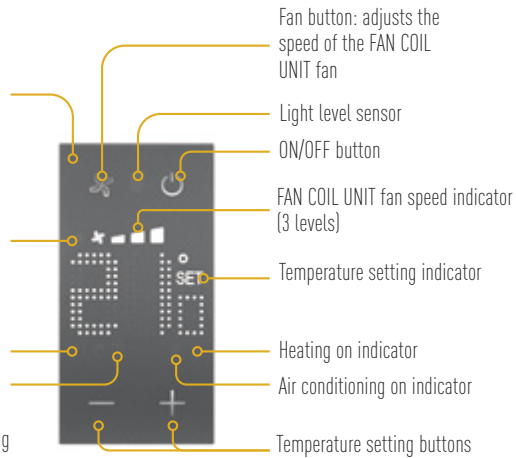 Fan button: adjusts the
speed of the FAN COIL
UNIT fan
Light level sensor
ON/OFF button
FAN COIL UNIT fan speed indicator
(3 levels)
SET
Temperature setting indicator
Heating on indicator
Air conditioning on indicator
g
Temperature setting buttons